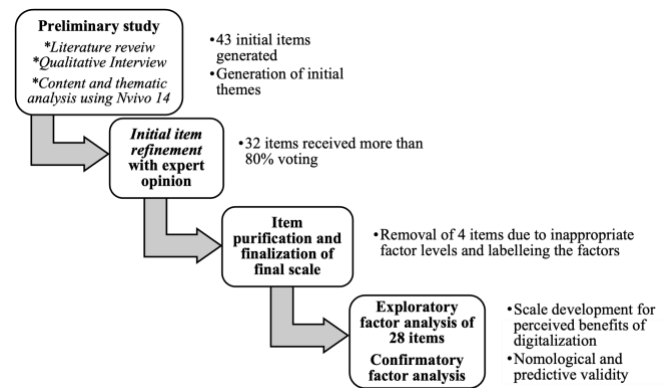 Preliminary study
*Literature reveiw
*Qualitative Interview
*Content and thematic
analysis using Nvivo 14
•43 initial items
generated
•Generation of initial
themes
Initial item
refinement
with expert
opinion
•32 items received more than
80% voting
Item
purification and
finalization of
final scale
•Removal of 4 items due to inappropriate
factor levels and labelleing the factors
Exploratory
factor analysis of
28 items
Confirmatory
factor analysis
•Scale development for
perceived benefits of
digitalization
•Nomological and
predictive validity